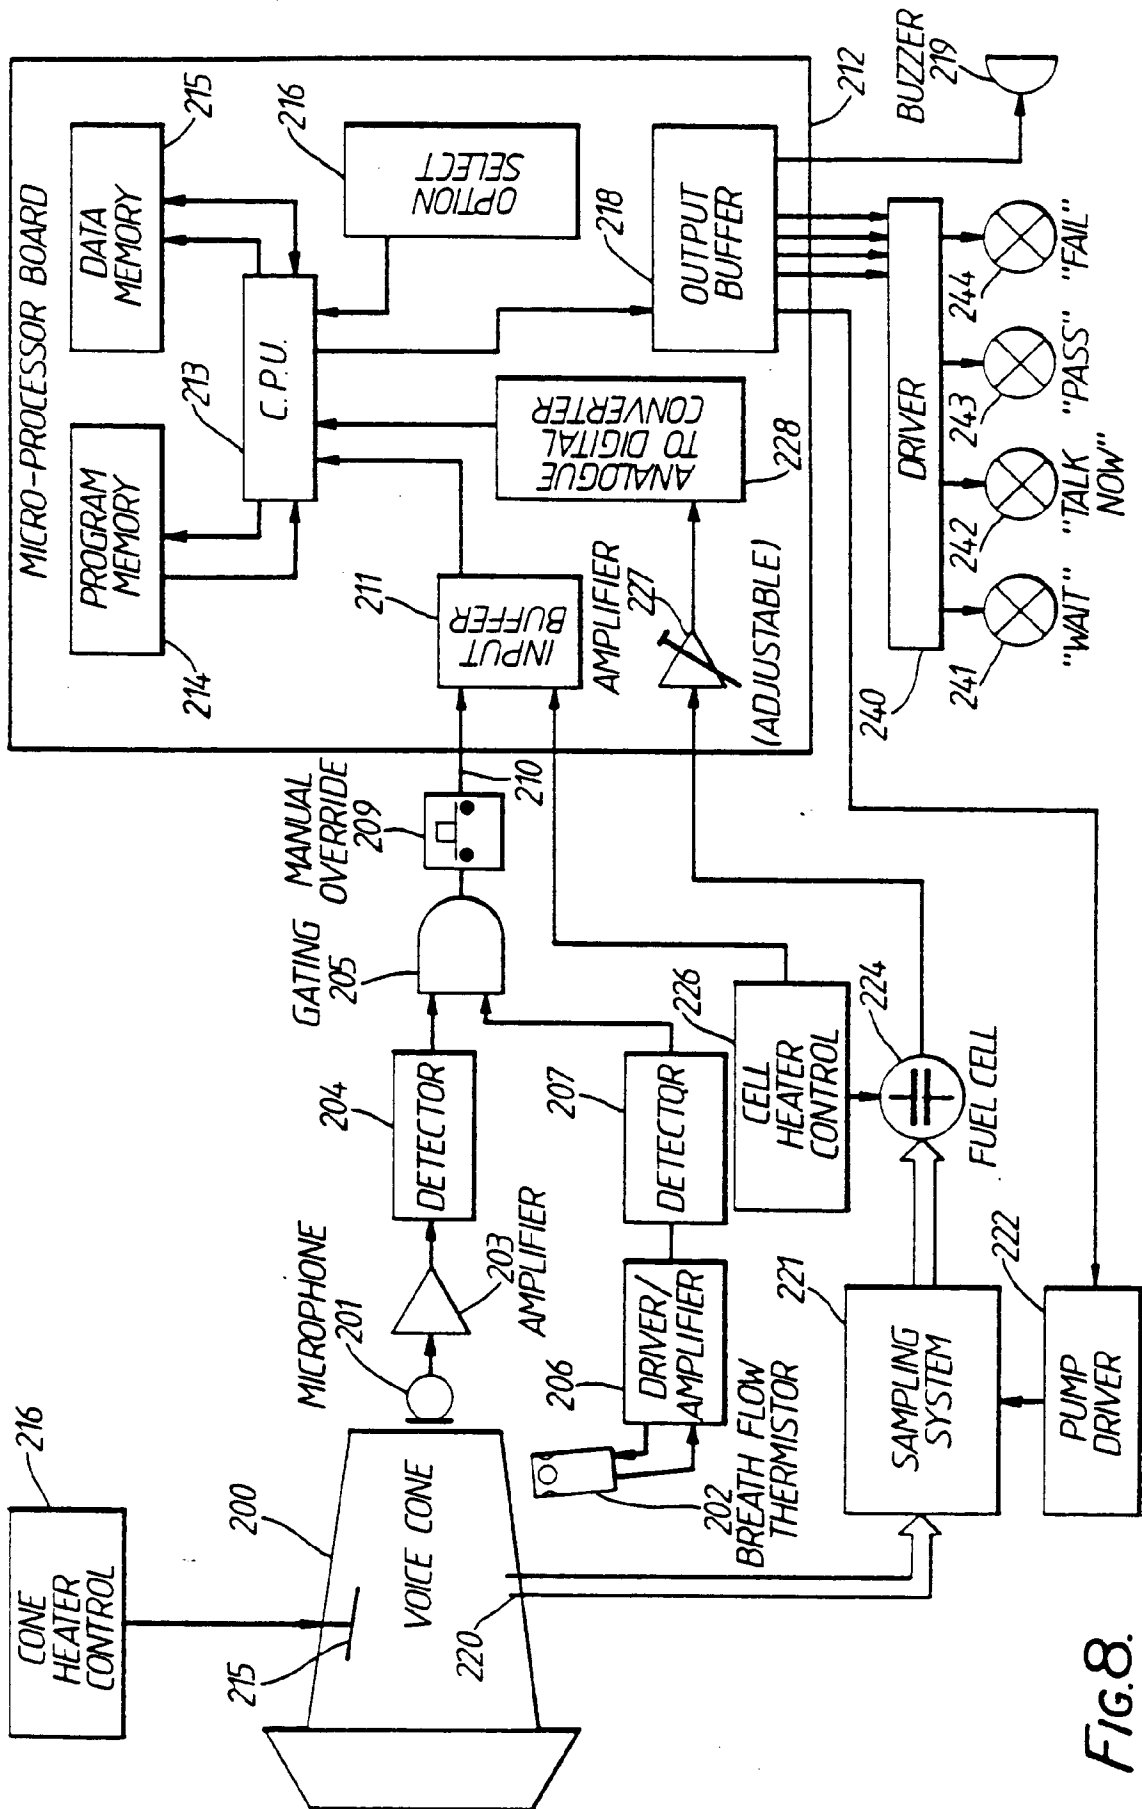 CONE
HEATER
CONTROL
216
200
215
VOICE CONE
220
MICROPHONE
201
203
AMPLIFIER
204
DETECTOR
GATING
205
MANUAL
OVERRIDE
209
210
202
BREATH FLOW
THERMISTOR
206
DRIVER/
AMPLIFIER
207
DETECTOR
226
CELL
HEATER
CONTROL
224
FUEL CELL
221
SAMPLING
SYSTEM
222
PUMP
DRIVER
MICRO-PROCESSOR BOARD
PROGRAM
MEMORY
214
DATA
MEMORY
215
213
C.P.U.
216
OPTION
SELECT
211
INPUT
BUFFER
AMPLIFIER
227
(ADJUSTABLE)
ANALOGUE
TO DIGITAL
CONVERTER
228
218
OUTPUT
BUFFER
212
BUZZER
219
240
DRIVER
241
"WAIT"
242
"TALK
NOW"
243
"PASS"
244
"FAIL"
FIG.8.